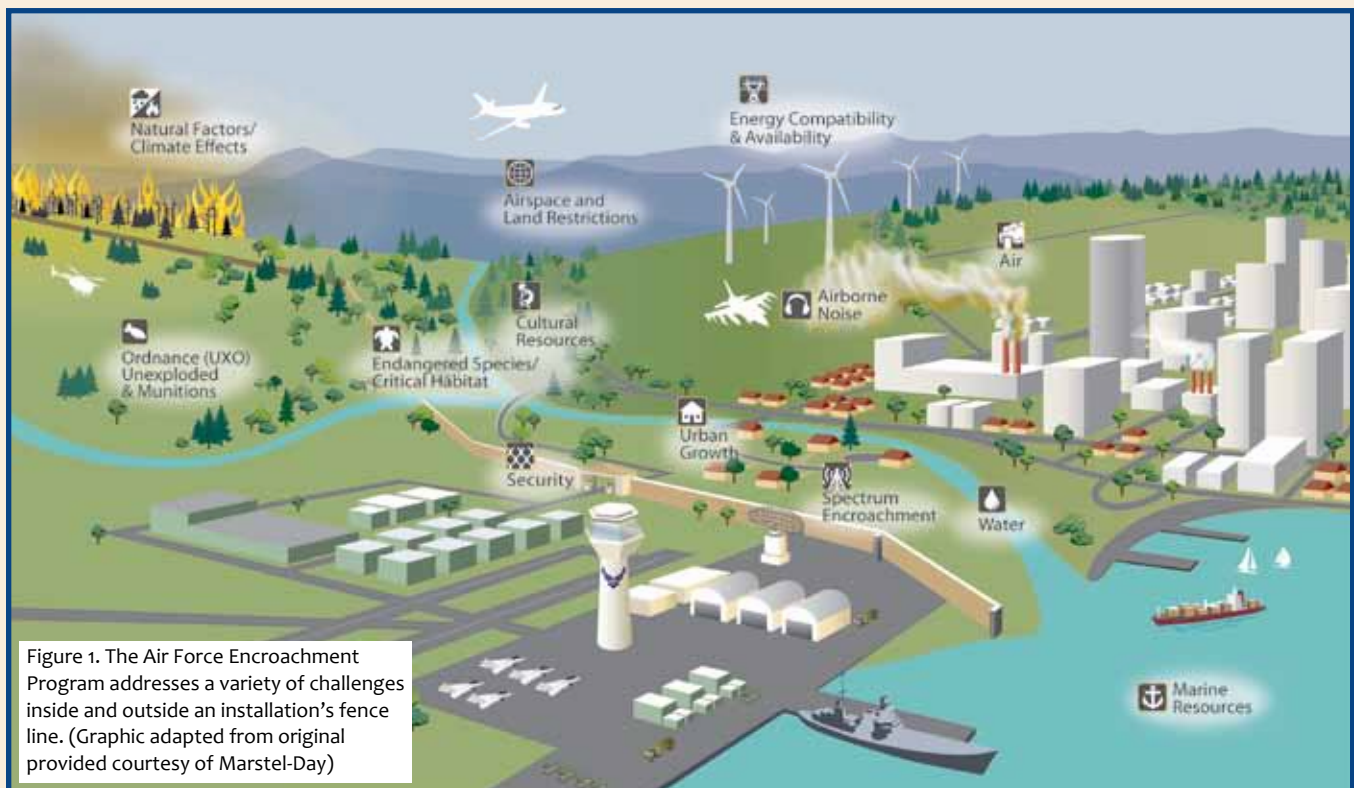 Natural Factors/
Climate Effects
Energy Compatibility
& Availability
Airspace and
Land Restrictions
Air
Airborne
Noise
Cultural
Resources
Ordnance (UXO)
Unexploded
& Munitions
Endangered Species/
Critical Habitat
Urban
Growth
Security
Spectrum
Encroachment
Water
Marine
Resources
Figure 1. The Air Force Encroachment
Program addresses a variety of challenges
inside and outside an installation’s fence
line. (Graphic adapted from original
provided courtesy of Marstel-Day)